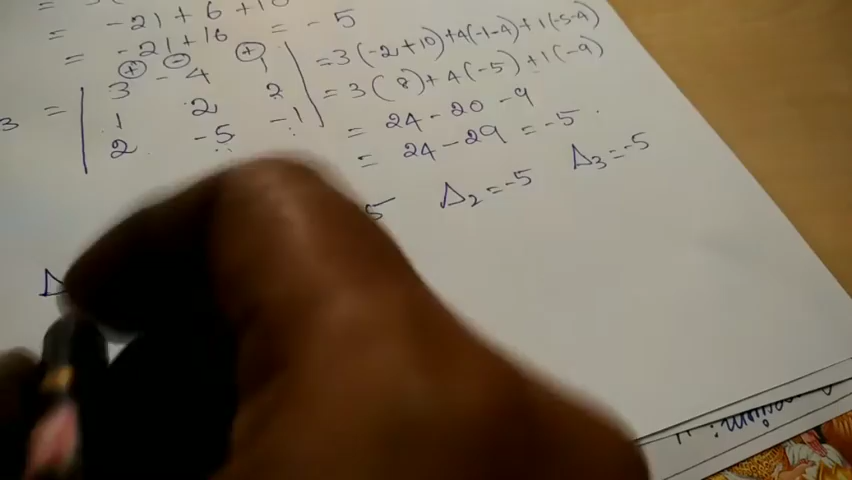 = -21 + 6 + 10
= -21 + 16 = -5
⊕ ⊖ ⊕
3 = | 3 -4 1 | = 3(-2+10)+4(-1-4)+1(-5-4)
| 1 2 2 | = 3(8)+4(-5)+1(-9)
| 2 -5 -1 | = 24-20-9
= 24-29 = -5
5 Δ2=-5 Δ3=-5
Δ